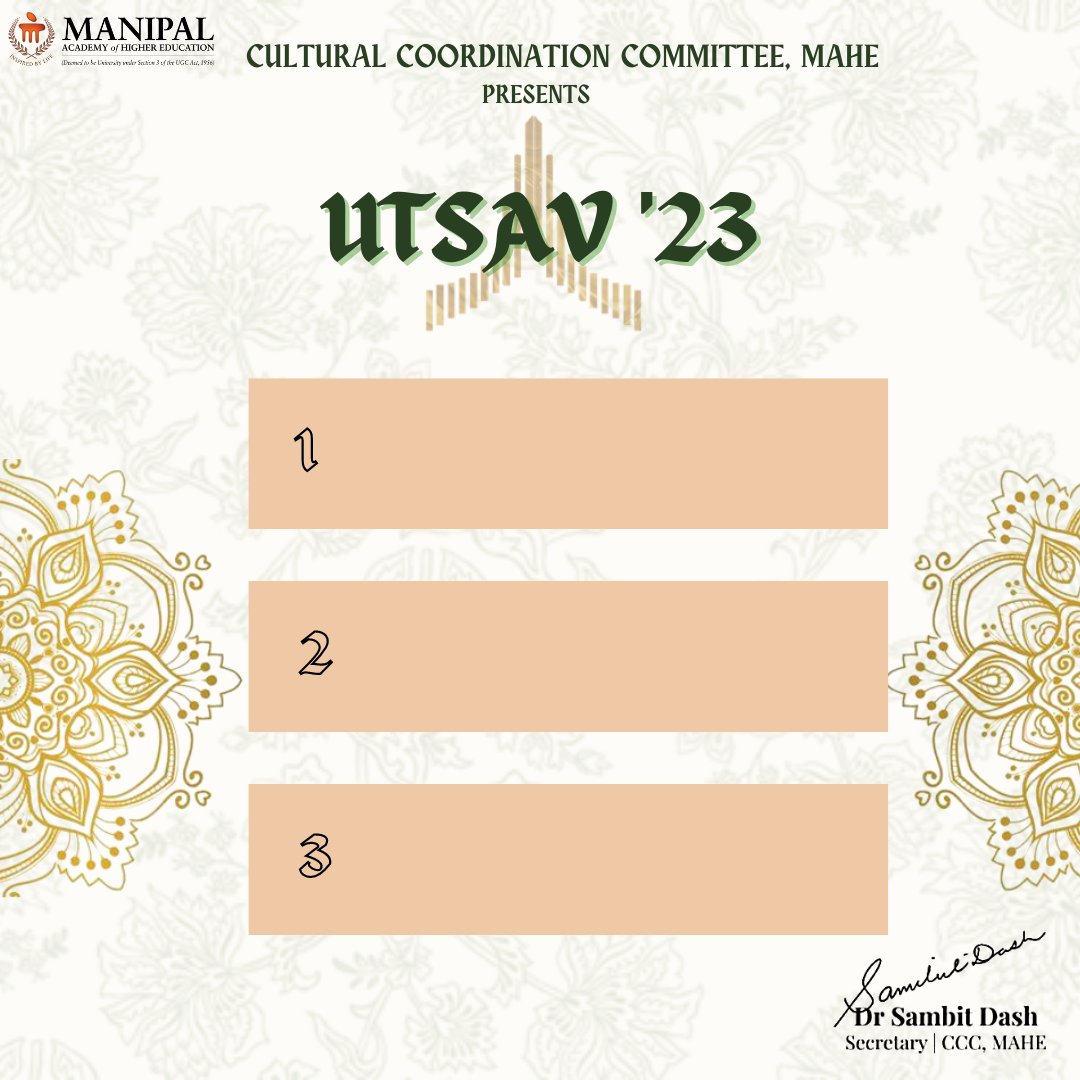 MANIPAL
ACADEMY of HIGHER EDUCATION
(Deemed to be University under Section 3 of the UGC Act, 1956)
INSPIRED BY LIFE
CULTURAL COORDINATION COMMITTEE, MAHE
PRESENTS
UTSAV '23
1
2
3
Sambit Dash
Dr Sambit Dash
Secretary | CCC, MAHE